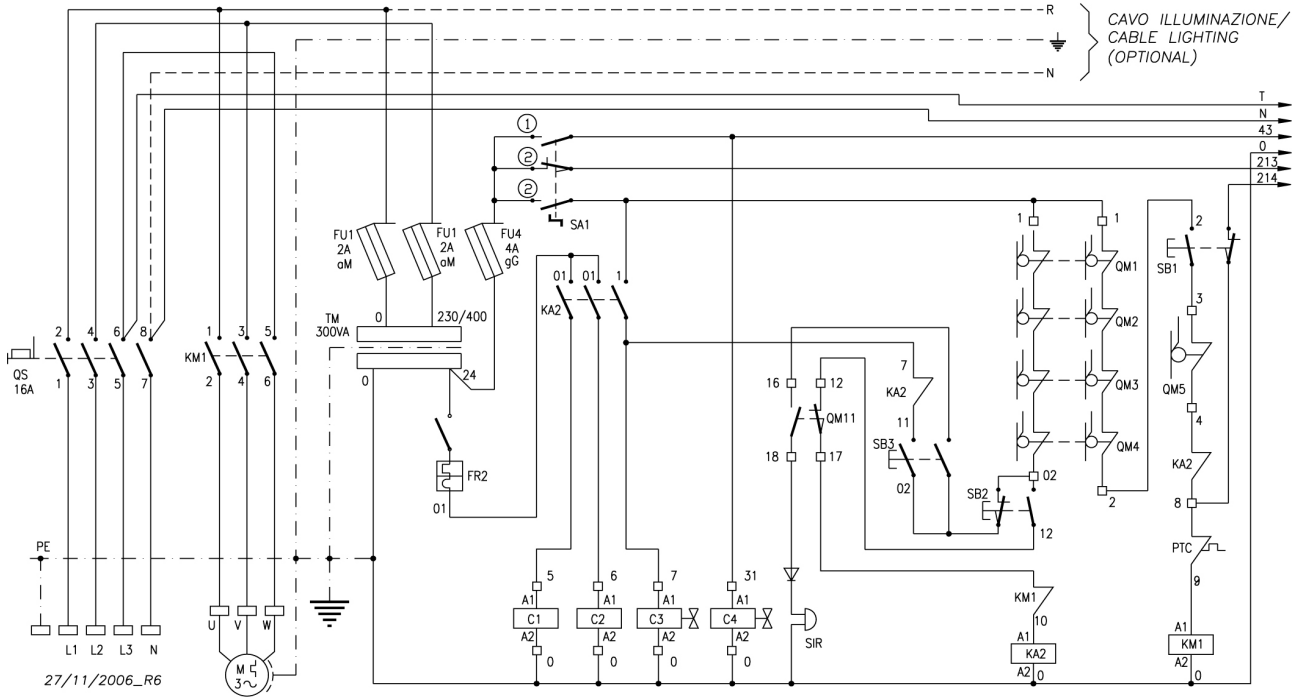 R
CAVO ILLUMINAZIONE/
CABLE LIGHTING
(OPTIONAL)
N
T
N
43
0
213
214
1
2
2
SA1
FU1
2A
aM
FU1
2A
aM
FU4
4A
gG
1
1
2
QM1
SB1
01
01
1
KA2
TM
300VA
0
230/400
0
24
2
4
6
8
QS
16A
1
3
5
7
1
3
5
KM1
2
4
6
QM2
3
QM3
QM5
4
QM4
16
12
QM11
18
17
7
KA2
11
SB3
02
SB2
02
12
2
KA2
8
PTC
9
FR2
01
PE
5
A1
C1
A2
0
6
A1
C2
A2
0
7
A1
C3
A2
0
31
A1
C4
A2
0
SIR
KM1
10
A1
KA2
A2
0
A1
KM1
A2
0
U
V
W
M
3~
L1
L2
L3
N
27/11/2006_R6